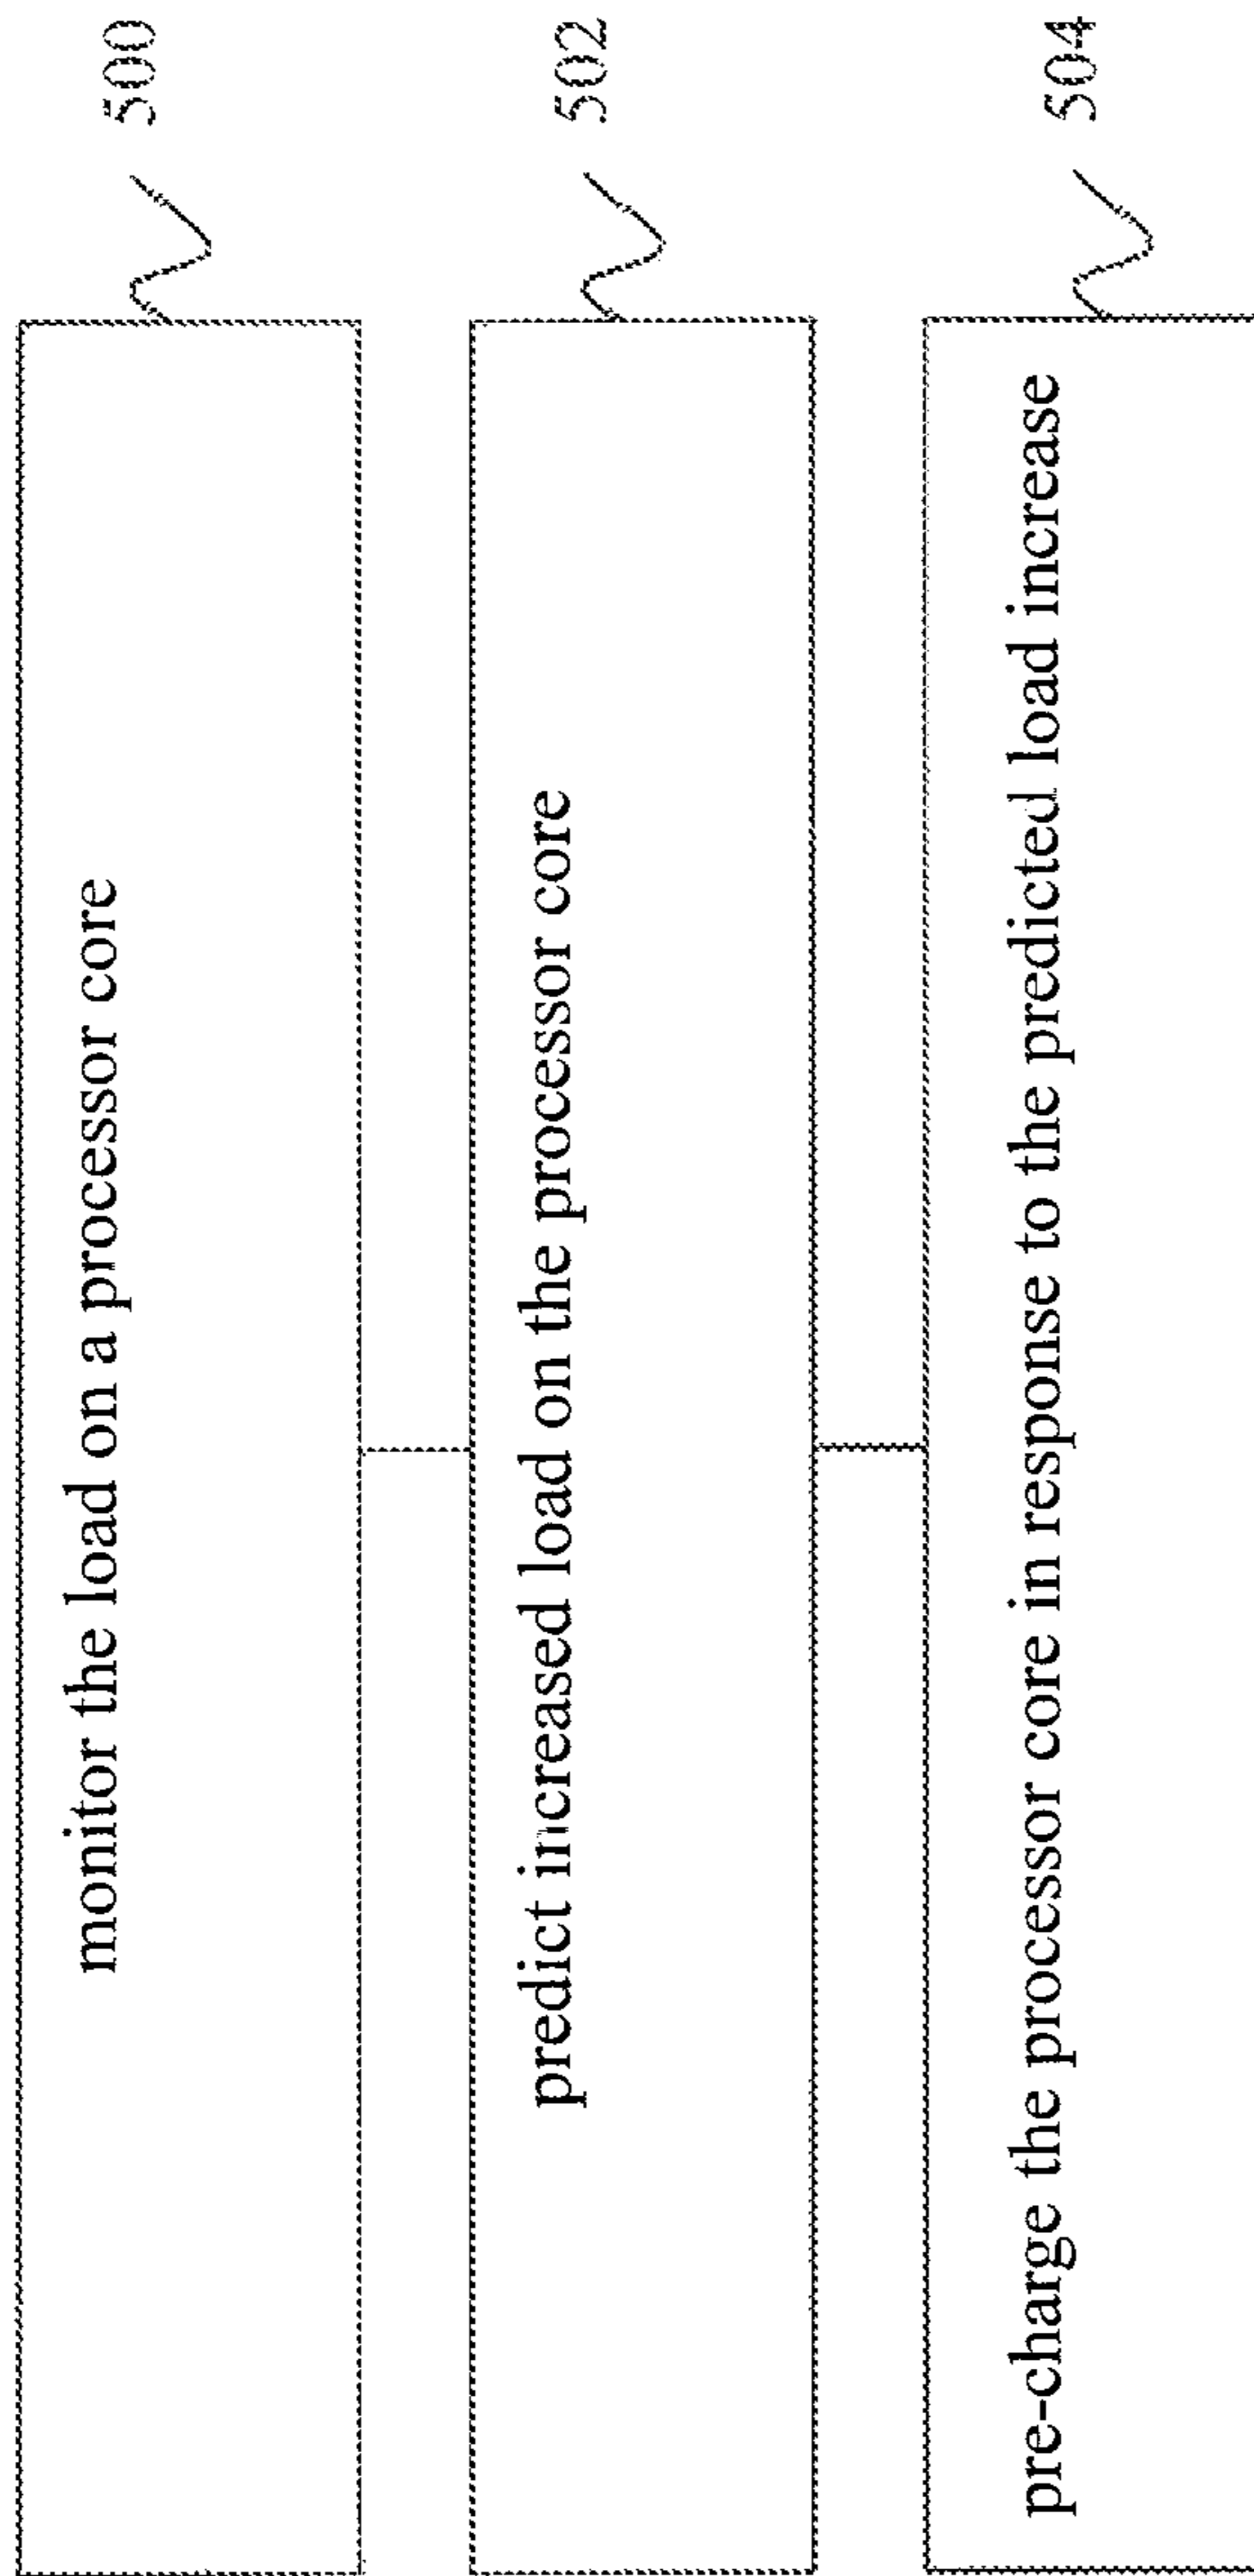 monitor the load on a processor core
500
predict increased load on the processor core
502
pre-charge the processor core in response to the predicted load increase
504